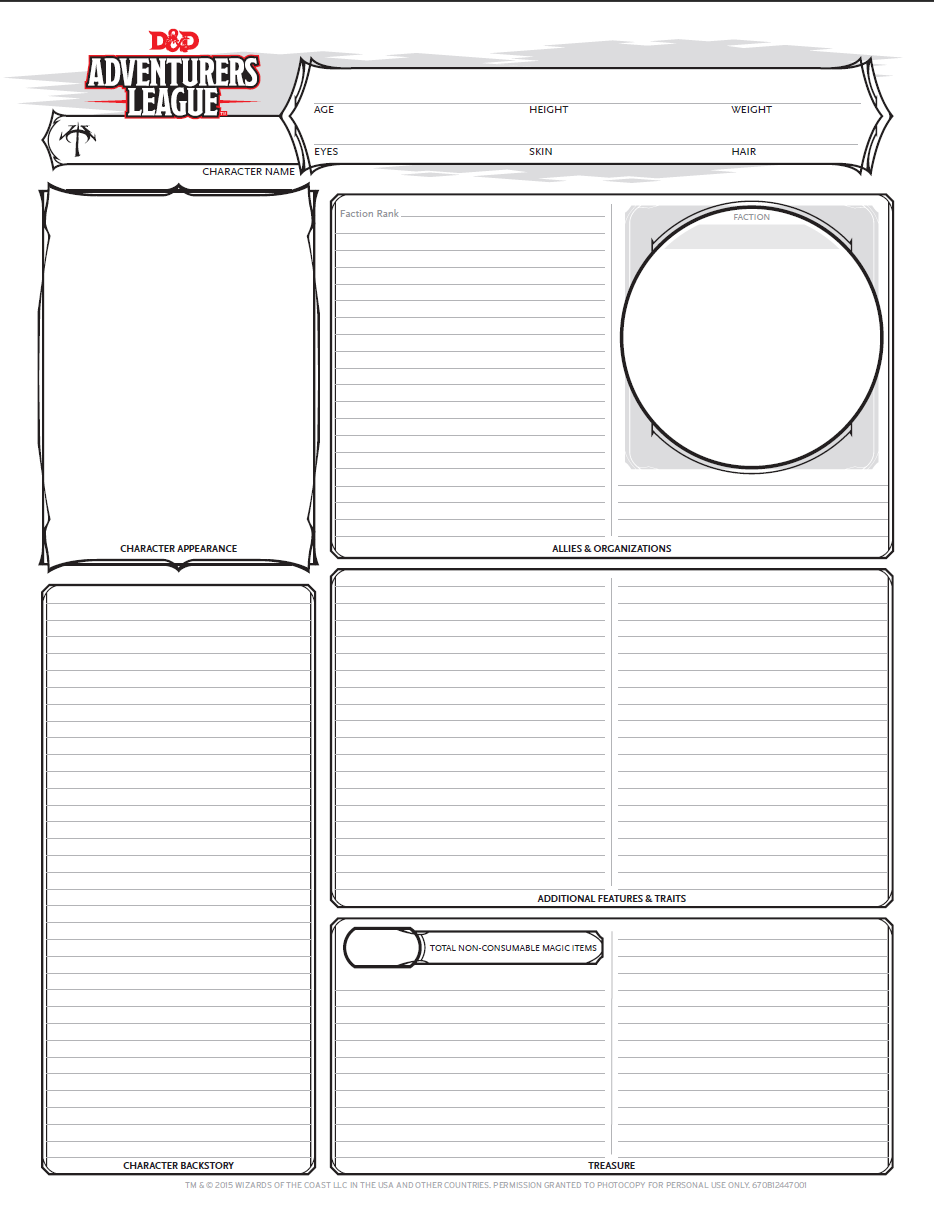 D&D
ADVENTURERS
LEAGUE
AGE HEIGHT WEIGHT
EYES SKIN HAIR
CHARACTER NAME
Faction Rank
FACTION
CHARACTER APPEARANCE
ALLIES & ORGANIZATIONS
ADDITIONAL FEATURES & TRAITS
TOTAL NON-CONSUMABLE MAGIC ITEMS
CHARACTER BACKSTORY
TREASURE
TM & © 2015 WIZARDS OF THE COAST LLC IN THE USA AND OTHER COUNTRIES. PERMISSION GRANTED TO PHOTOCOPY FOR PERSONAL USE ONLY. 670B12447001